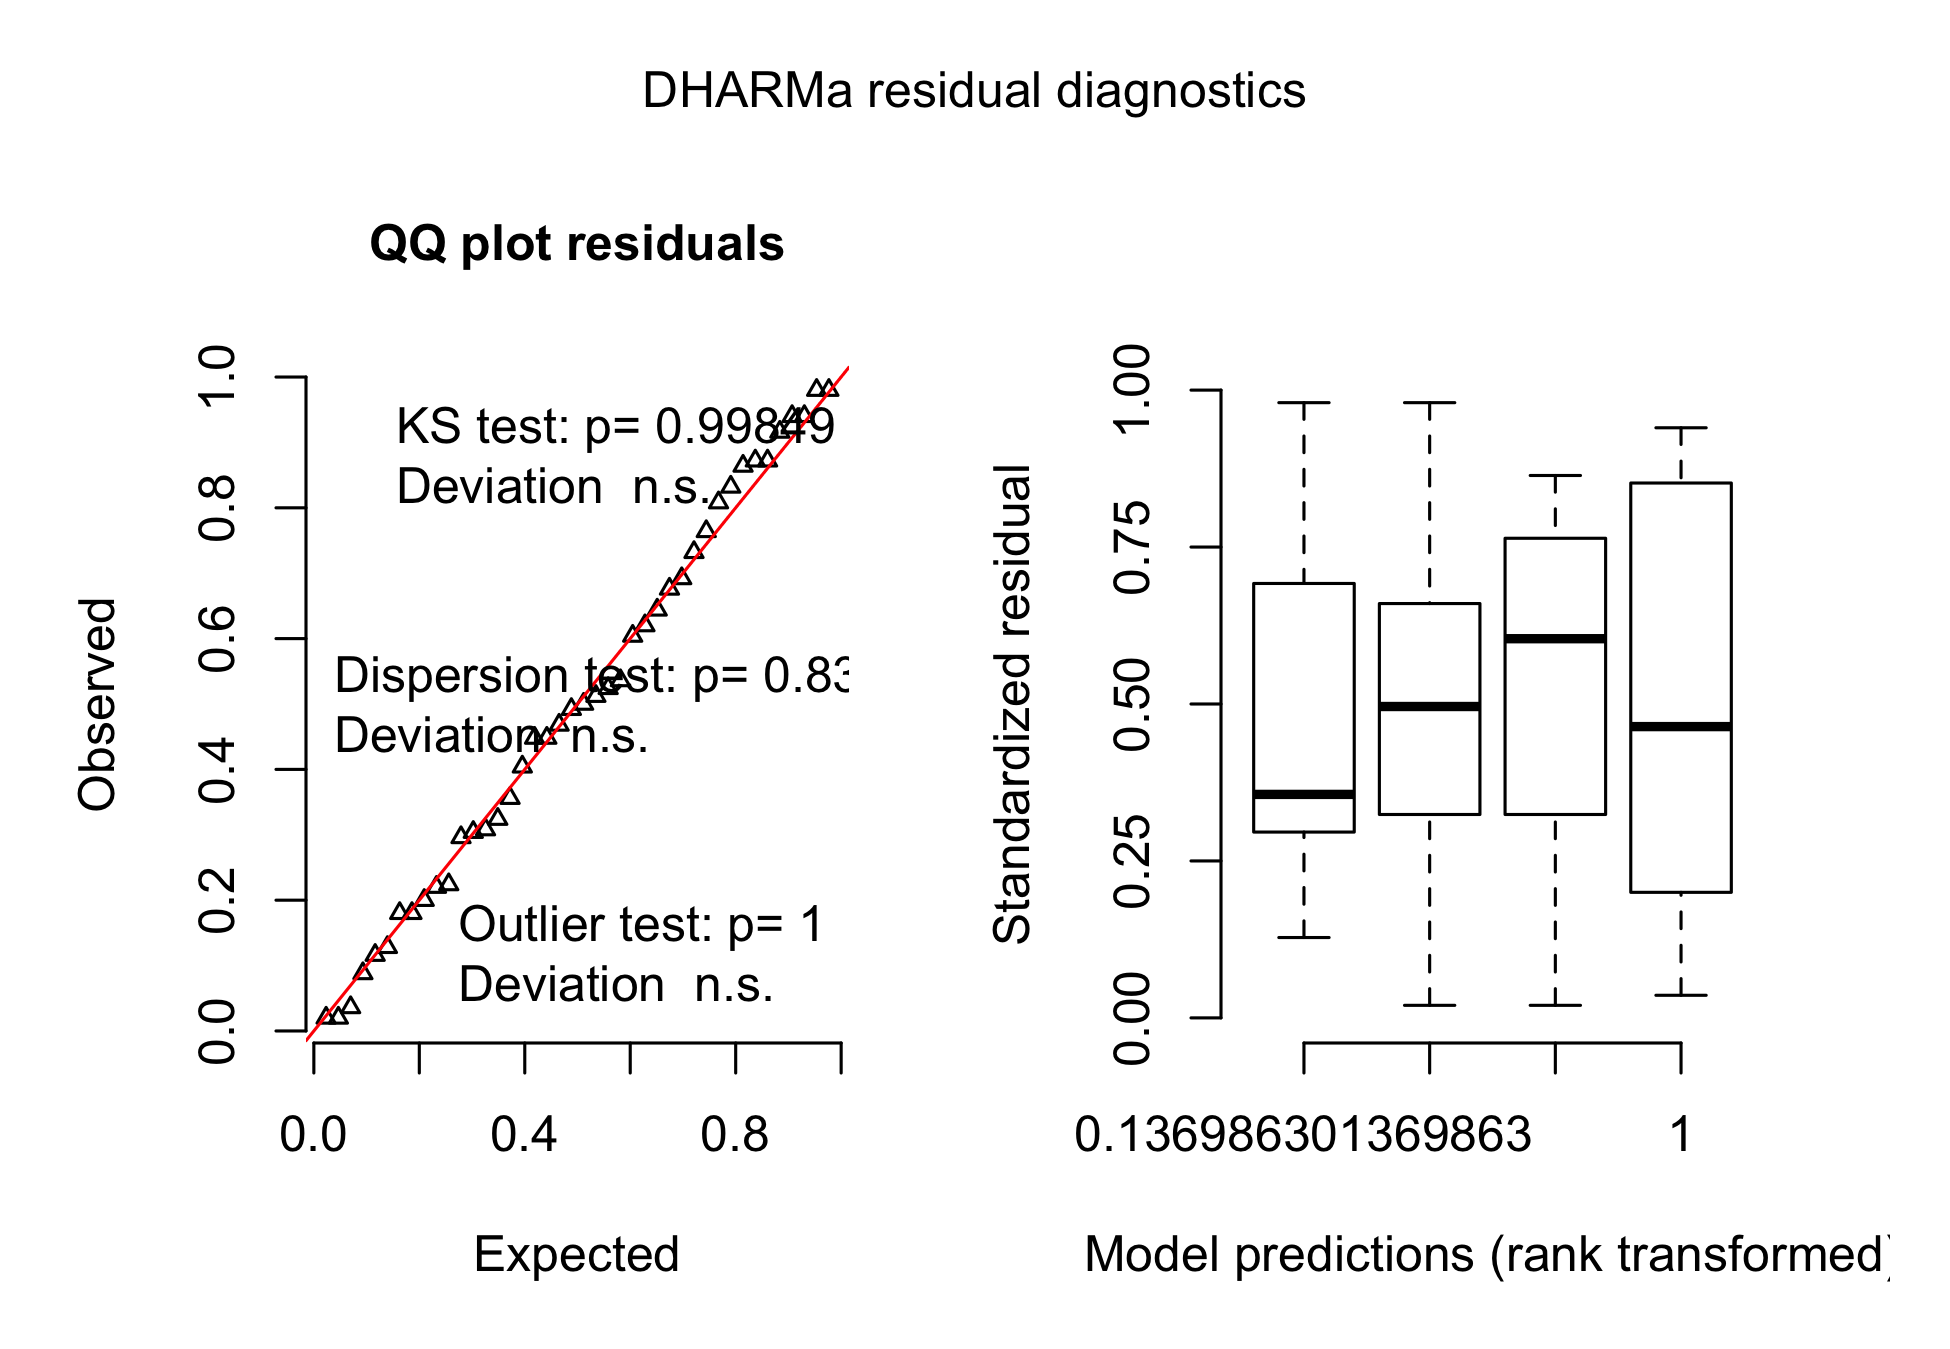 DHARMa residual diagnostics
QQ plot residuals
Observed
1.0
0.8
0.6
0.4
0.2
0.0
KS test: p= 0.99849
Deviation n.s.
Dispersion test: p= 0.83
Deviation n.s.
Outlier test: p= 1
Deviation n.s.
0.0 0.4 0.8
Expected
Standardized residual
1.00
0.75
0.50
0.25
0.00
0.136986301369863 1
Model predictions (rank transformed)